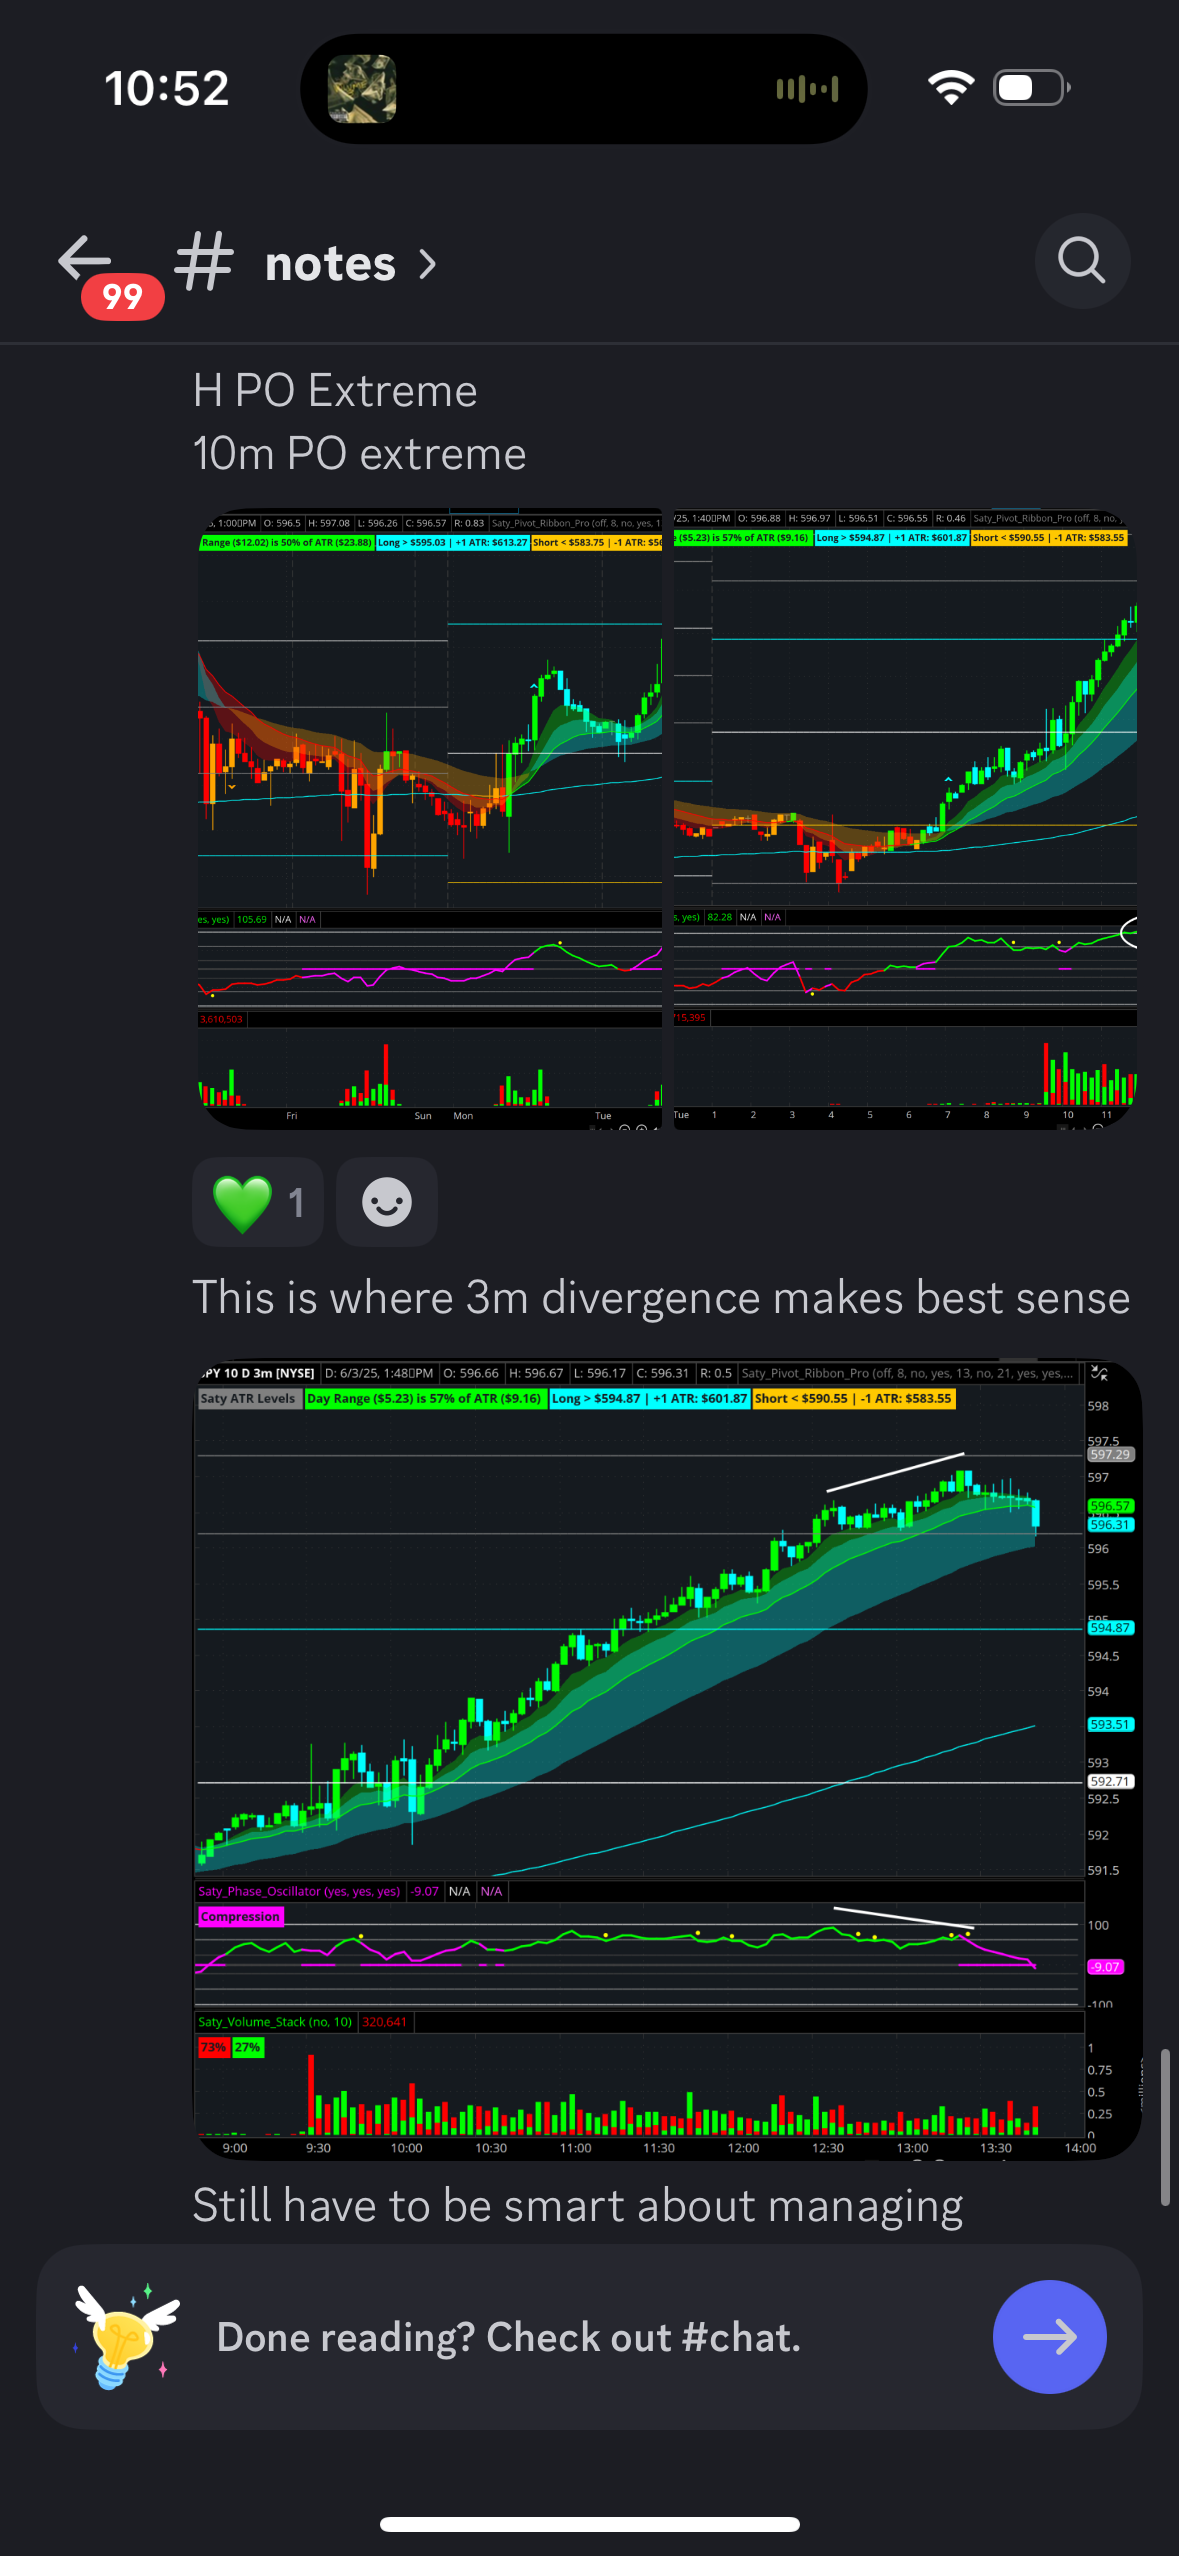 10:52
99
# notes
H PO Extreme
10m PO extreme
1:00 PM O: 596.5 H: 597.08 L: 596.26 C: 596.57 R: 0.83 Saty_Pivot_Ribbon_Pro (off, 8, no, yes, 1
Range ($12.02) is 50% of ATR ($23.88) Long > $595.03 | +1 ATR: $613.27 Short < $583.75 | -1 ATR:
es, yes) 105.69 N/A N/A
3,610,503
Fri Sun Mon Tue
/25, 1:40 PM O: 596.88 H: 596.97 L: 596.51 C: 596.55 R: 0.46 Saty_Pivot_Ribbon_Pro (off, 8, no,
($5.23) is 57% of ATR ($9.16) Long > $594.87 | +1 ATR: $601.87 Short < $590.55 | -1 ATR: $583.55
s, yes) 82.28 N/A N/A
15,395
Tue 1 2 3 4 5 6 7 8 9 10 11
1
This is where 3m divergence makes best sense
PY 10 D 3m [NYSE] D: 6/3/25, 1:48 PM O: 596.66 H: 596.67 L: 596.17 C: 596.31 R: 0.5 Saty_Pivot_Ribbon_Pro (off, 8, no, yes, 13, no, 21, yes, yes,...
Saty ATR Levels Day Range ($5.23) is 57% of ATR ($9.16) Long > $594.87 | +1 ATR: $601.87 Short < $590.55 | -1 ATR: $583.55
598
597.5
597.29
597
596.57
596.31
596
595.5
595
594.87
594.5
594
593.51
593
592.71
592.5
592
591.5
Saty_Phase_Oscillator (yes, yes, yes) -9.07 N/A N/A
Compression
100
-9.07
-100
Saty_Volume_Stack (no, 10) 320,641
73% 27%
1
0.75
0.5
0.25
0
9:00 9:30 10:00 10:30 11:00 11:30 12:00 12:30 13:00 13:30 14:00
Still have to be smart about managing
Done reading? Check out #chat.